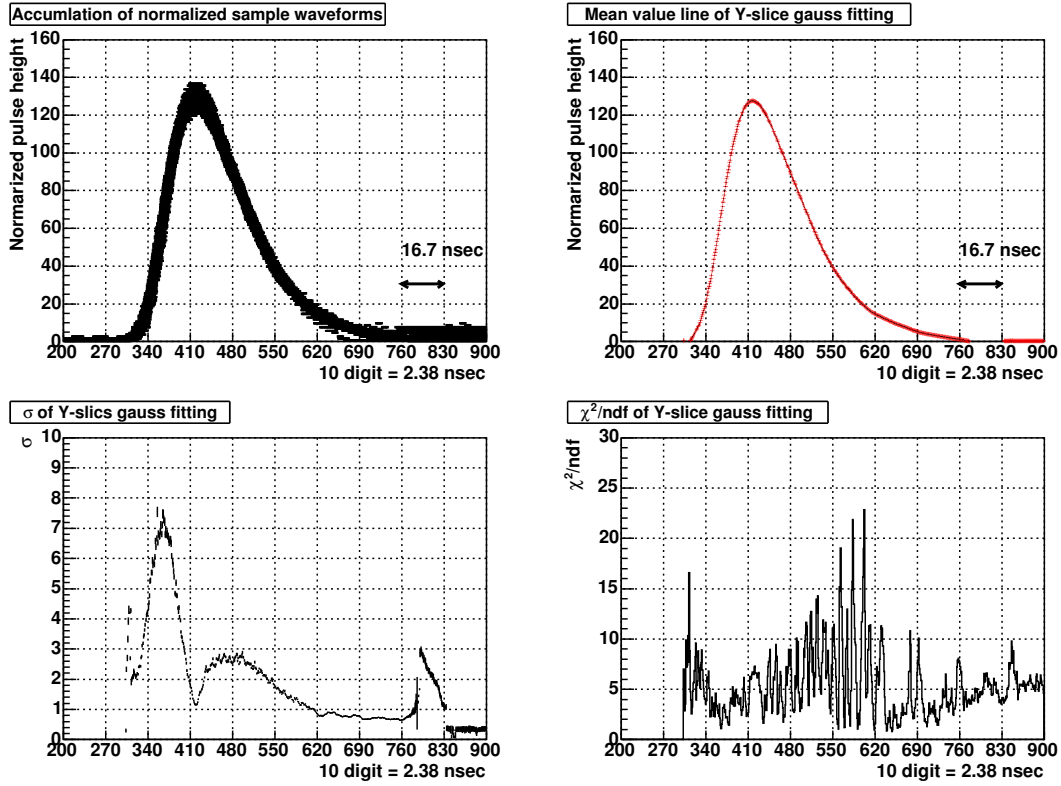 Accumlation of normalized sample waveforms
Normarized pulse height
160
140
120
100
80
60
40
20
0
16.7 nsec
200 270 340 410 480 550 620 690 760 830 900
10 digit = 2.38 nsec
Mean value line of Y-slice gauss fitting
Normarized pulse height
160
140
120
100
80
60
40
20
0
16.7 nsec
200 270 340 410 480 550 620 690 760 830 900
10 digit = 2.38 nsec
σ of Y-slics gauss fitting
σ
10
9
8
7
6
5
4
3
2
1
0
200 270 340 410 480 550 620 690 760 830 900
10 digit = 2.38 nsec
χ²/ndf of Y-slice gauss fitting
χ²/ndf
30
25
20
15
10
5
0
200 270 340 410 480 550 620 690 760 830 900
10 digit = 2.38 nsec